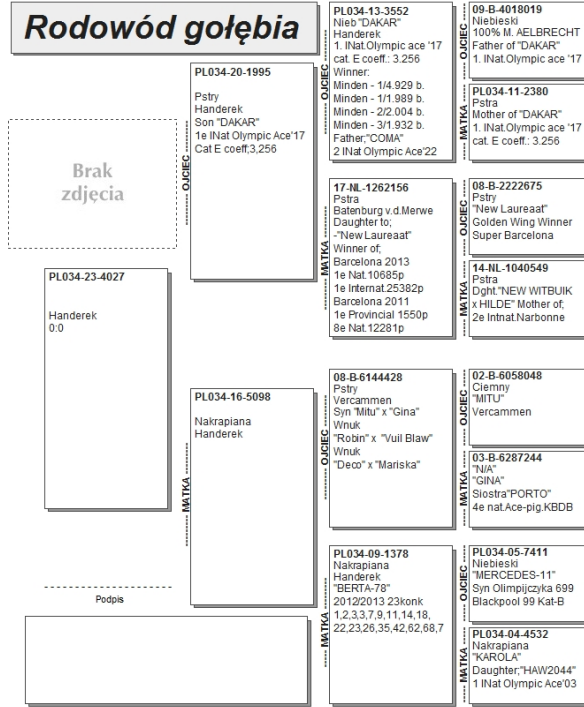 Rodowód gołębia
Brak
zdjęcia
PL034-23-4027
Handerek
0:0
Podpis
OJCIEC
PL034-20-1995
Pstry
Handerek
Son "DAKAR"
1e INat Olympic Ace'17
Cat E coeff;3,256
MATKA
PL034-16-5098
Nakrapiana
Handerek
OJCIEC
PL034-13-3552
Nieb "DAKAR"
Handerek
1. INat.Olympic ace '17
cat. E coeff.: 3.256
Winner:
Minden - 1/4.929 b.
Minden - 1/1.989 b.
Minden - 2/2.004 b.
Minden - 3/1.932 b.
Father;"COMA"
2 INat Olympic Ace'22
MATKA
17-NL-1262156
Pstra
Batenburg v.d.Merwe
Daughter to;
-"New Laureaat"
Winner of;
Barcelona 2013
1e Nat.10685p
1e Internat.25382p
Barcelona 2011
1e Provincial 1550p
8e Nat.12281p
OJCIEC
08-B-6144428
Pstry
Vercammen
Syn "Mitu" x "Gina"
Wnuk
"Robin" x "Vuil Blaw"
Wnuk
"Deco" x "Mariska"
MATKA
PL034-09-1378
Nakrapiana
Handerek
"BERTA-78"
2012/2013 23konk
1,2,3,3,7,9,11,14,18,
22,23,26,35,42,62,68,7
OJCIEC
09-B-4018019
Niebieski
100% M. AELBRECHT
Father of "DAKAR"
1. INat.Olympic ace '17
MATKA
PL034-11-2380
Pstra
Mother of "DAKAR"
1. INat.Olympic ace '17
cat. E coeff.: 3.256
OJCIEC
08-B-2222675
Pstry
"New Laureaat"
Golden Wing Winner
Super Barcelona
MATKA
14-NL-1040549
Pstra
Dght."NEW WITBUIK
x HILDE" Mother of;
2e Intnat.Narbonne
OJCIEC
02-B-6058048
Ciemny
"MITU"
Vercammen
MATKA
03-B-6287244
"N/A"
"GINA"
Siostra"PORTO"
4e nat.Ace-pig.KBDB
OJCIEC
PL034-05-7411
Niebieski
"MERCEDES-11"
Syn Olimpijczyka 699
Blackpool 99 Kat-B
MATKA
PL034-04-4532
Nakrapiana
"KAROLA"
Daughter;"HAW2044"
1 INat Olympic Ace'03